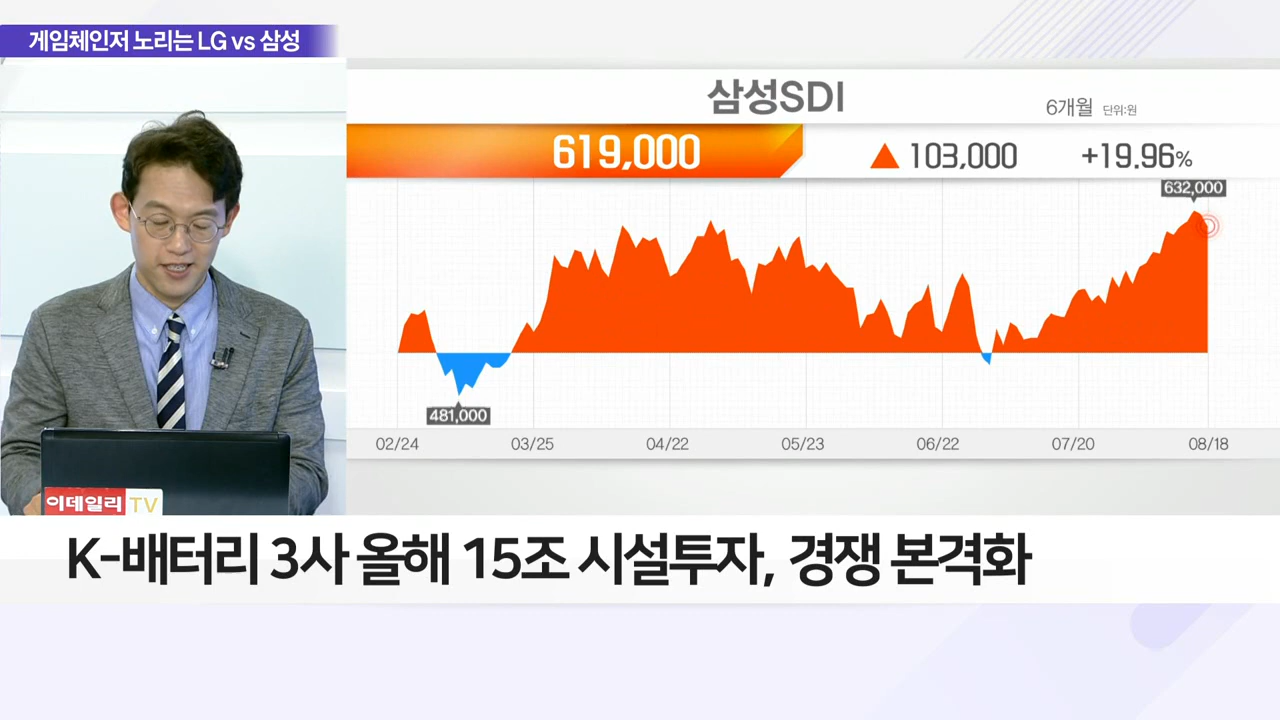 게임체인저 노리는 LG vs 삼성
삼성SDI
6개월 단위:원
619,000
▲ 103,000
+19.96%
632,000
481,000
02/24 03/25 04/22 05/23 06/22 07/20 08/18
이데일리 TV
K-배터리 3사 올해 15조 시설투자, 경쟁 본격화